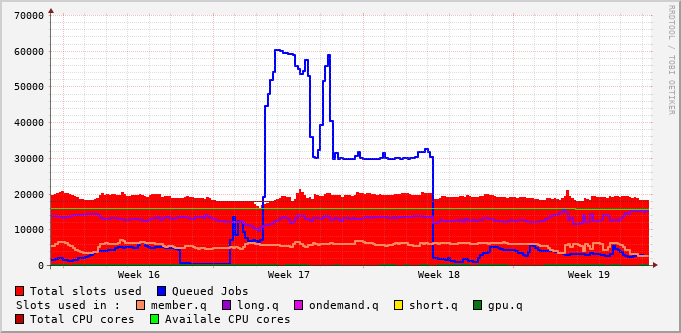 70000
60000
50000
40000
30000
20000
10000
0
Week 16 Week 17 Week 18 Week 19
RRDTOOL / TOBI OETIKER
Total slots used Queued Jobs
Slots used in : member.q long.q ondemand.q short.q gpu.q
Total CPU cores Availale CPU cores